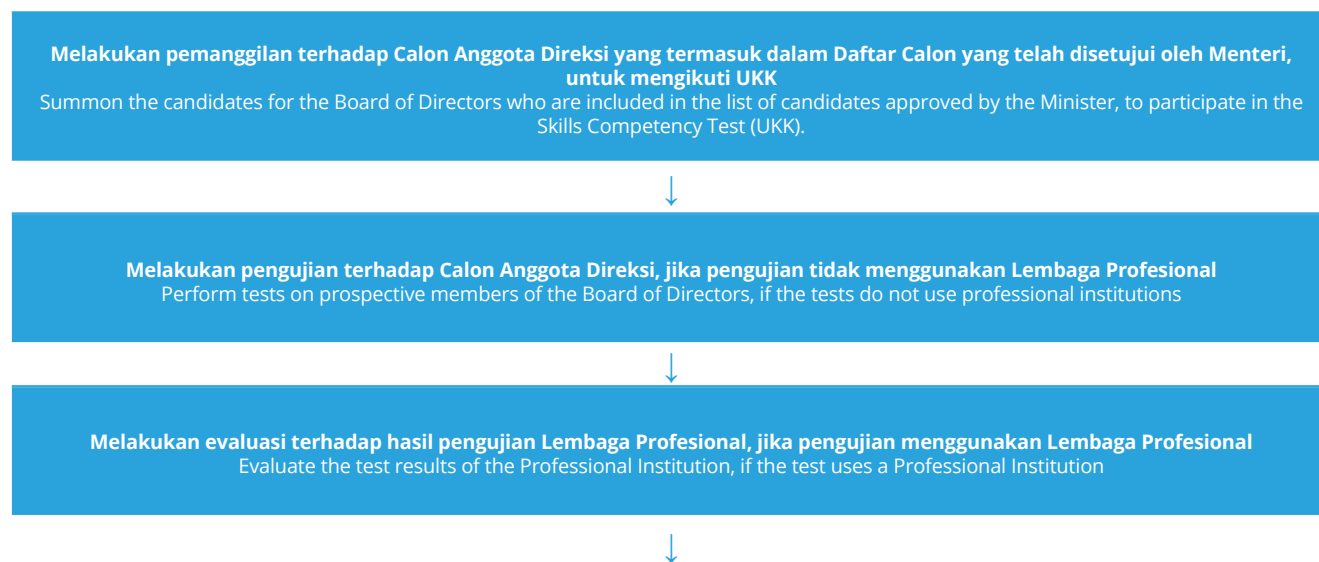 Melakukan pemanggilan terhadap Calon Anggota Direksi yang termasuk dalam Daftar Calon yang telah disetujui oleh Menteri,
untuk mengikuti UKK
Summon the candidates for the Board of Directors who are included in the list of candidates approved by the Minister, to participate in the
Skills Competency Test (UKK).
↓
Melakukan pengujian terhadap Calon Anggota Direksi, jika pengujian tidak menggunakan Lembaga Profesional
Perform tests on prospective members of the Board of Directors, if the tests do not use professional institutions
↓
Melakukan evaluasi terhadap hasil pengujian Lembaga Profesional, jika pengujian menggunakan Lembaga Profesional
Evaluate the test results of the Professional Institution, if the test uses a Professional Institution
↓